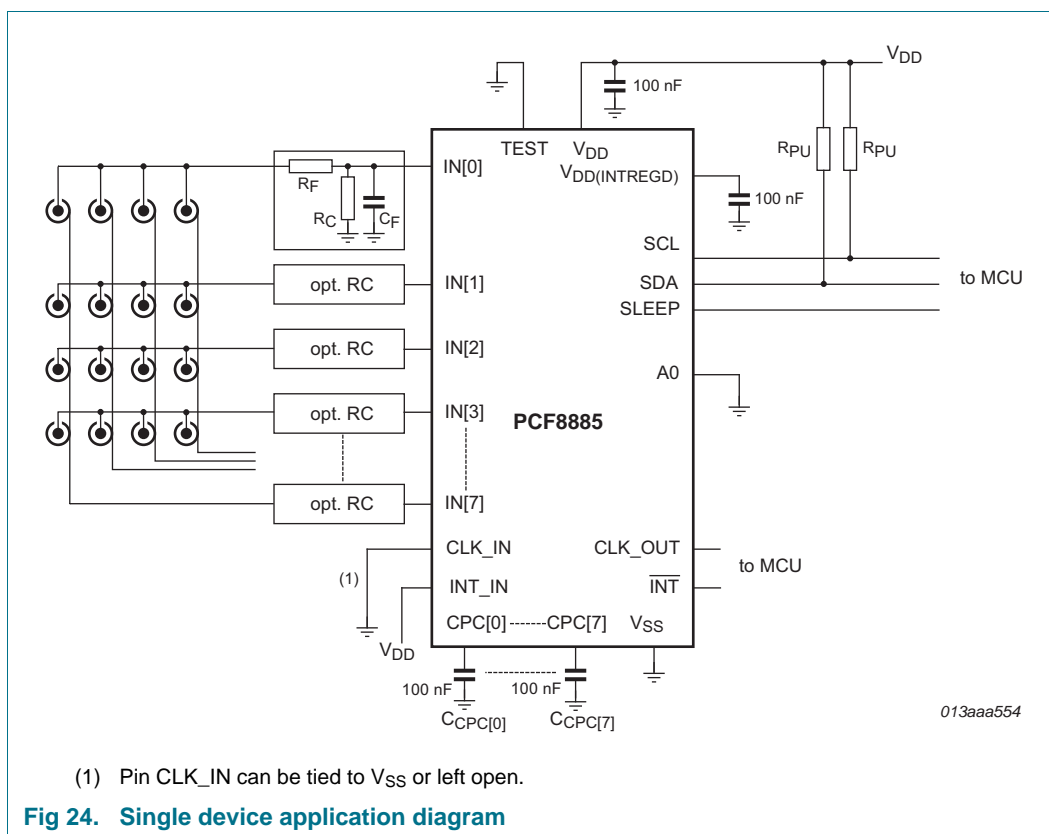 VDD
100 nF
TEST
VDD
RPU
RPU
VDD(INTREGD)
100 nF
IN[0]
RF
RC
CF
SCL
opt. RC
IN[1]
SDA
to MCU
SLEEP
opt. RC
IN[2]
A0
opt. RC
IN[3]
PCF8885
opt. RC
IN[7]
CLK_IN
CLK_OUT
(1)
to MCU
INT_IN
INT
CPC[0]
CPC[7]
VSS
VDD
100 nF
100 nF
CCPC[0]
CCPC[7]
013aaa554
(1) Pin CLK_IN can be tied to VSS or left open.
Fig 24. Single device application diagram